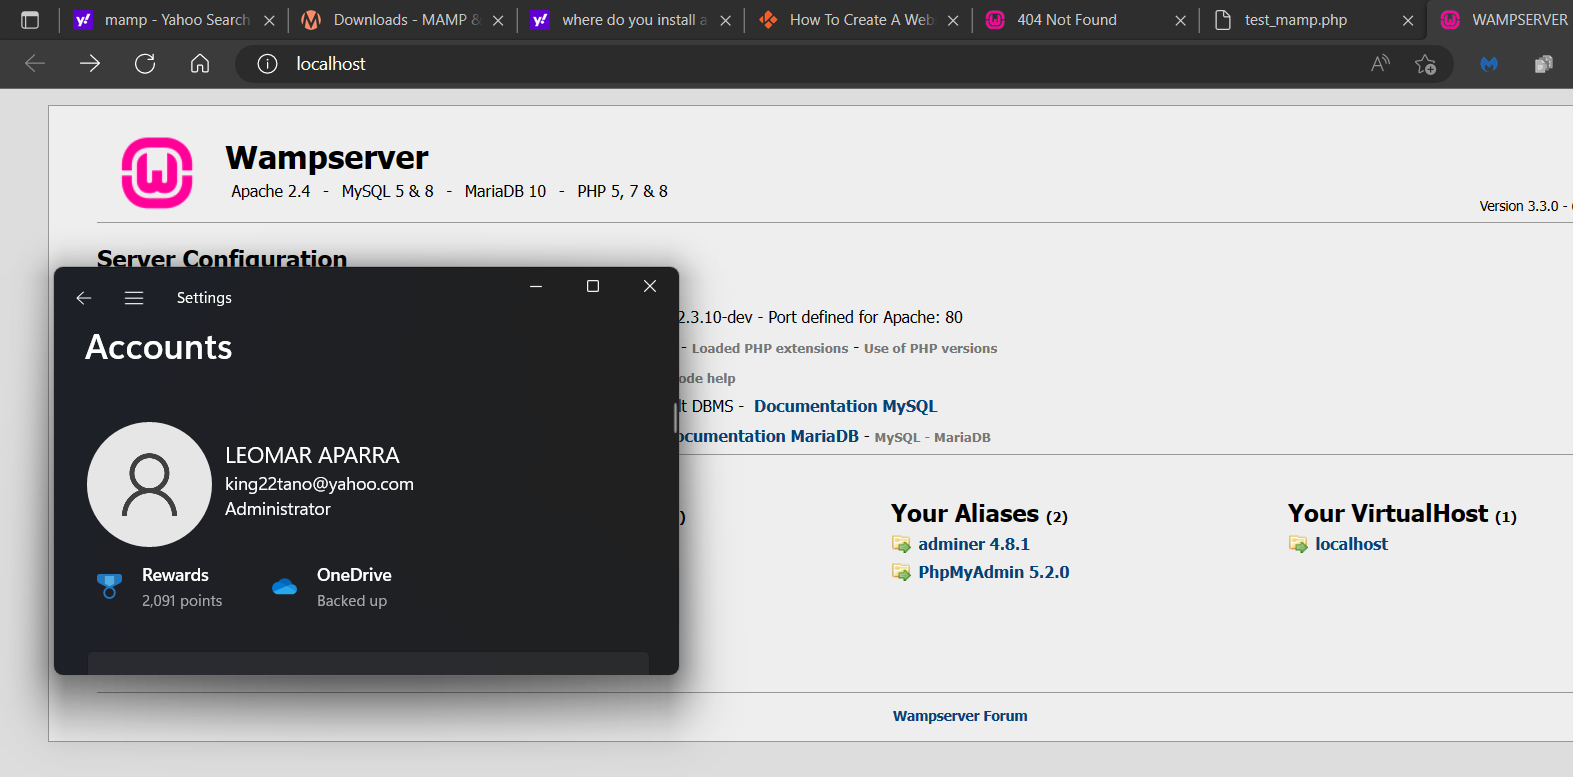 mamp - Yahoo Search
Downloads - MAMP &
where do you install a
How To Create A Web
404 Not Found
test_mamp.php
WAMPSERVER
localhost
Wampserver
Apache 2.4 - MySQL 5 & 8 - MariaDB 10 - PHP 5, 7 & 8
Version 3.3.0 -
Server Configuration
2.3.10-dev - Port defined for Apache: 80
- Loaded PHP extensions - Use of PHP versions
ode help
lt DBMS - Documentation MySQL
ocumentation MariaDB - MySQL - MariaDB
Settings
Accounts
LEOMAR APARRA
king22tano@yahoo.com
Administrator
Rewards
2,091 points
OneDrive
Backed up
)
Your Aliases (2)
adminer 4.8.1
PhpMyAdmin 5.2.0
Your VirtualHost (1)
localhost
Wampserver Forum